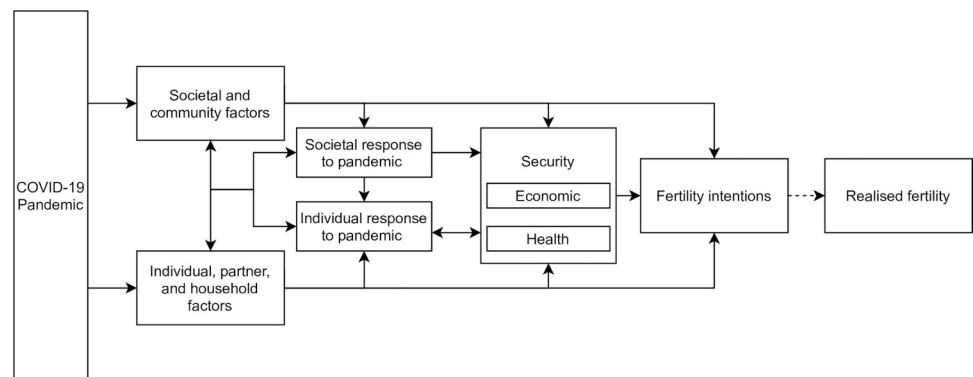 COVID-19
Pandemic
Societal and
community factors
Individual, partner,
and household
factors
Societal response
to pandemic
Individual response
to pandemic
Security
Economic
Health
Fertility intentions
Realised fertility